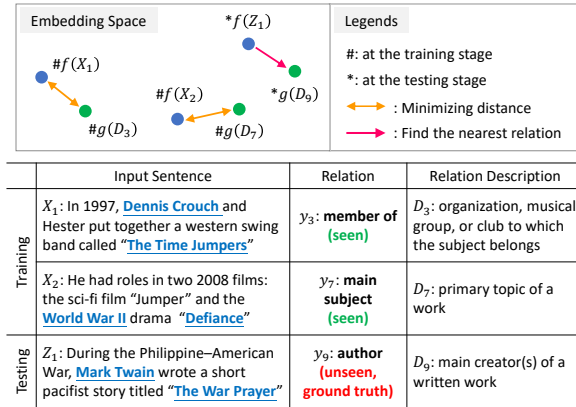 Embedding Space
Legends
*f(Z₁)
#f(X₁)
#g(D₃)
#f(X₂)
#g(D₇)
*g(D₉)
#: at the training stage
*: at the testing stage
: Minimizing distance
: Find the nearest relation
Input Sentence
Relation
Relation Description
Training
X₁: In 1997, Dennis Crouch and
Hester put together a western swing
band called “The Time Jumpers”
y₃: member of
(seen)
D₃: organization, musical
group, or club to which
the subject belongs
X₂: He had roles in two 2008 films:
the sci-fi film “Jumper” and the
World War II drama “Defiance”
y₇: main
subject
(seen)
D₇: primary topic of a
work
Testing
Z₁: During the Philippine–American
War, Mark Twain wrote a short
pacifist story titled “The War Prayer”
y₉: author
(unseen,
ground truth)
D₉: main creator(s) of a
written work